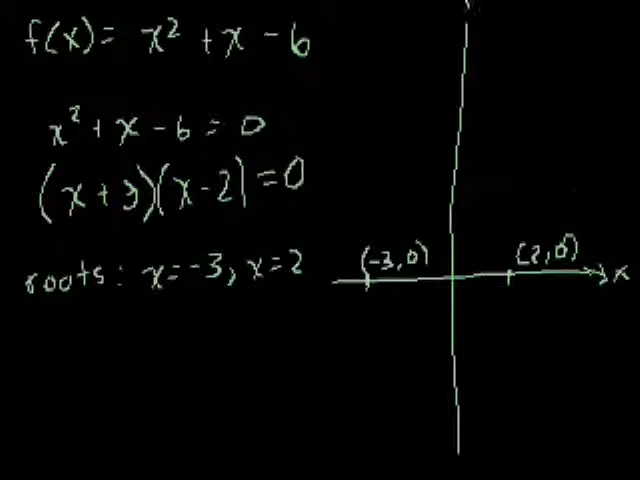 f(x) = x² + x - 6
x² + x - 6 = 0
(x + 3)(x - 2) = 0
roots: x = -3, x = 2
(-3, 0)
(2, 0)
x